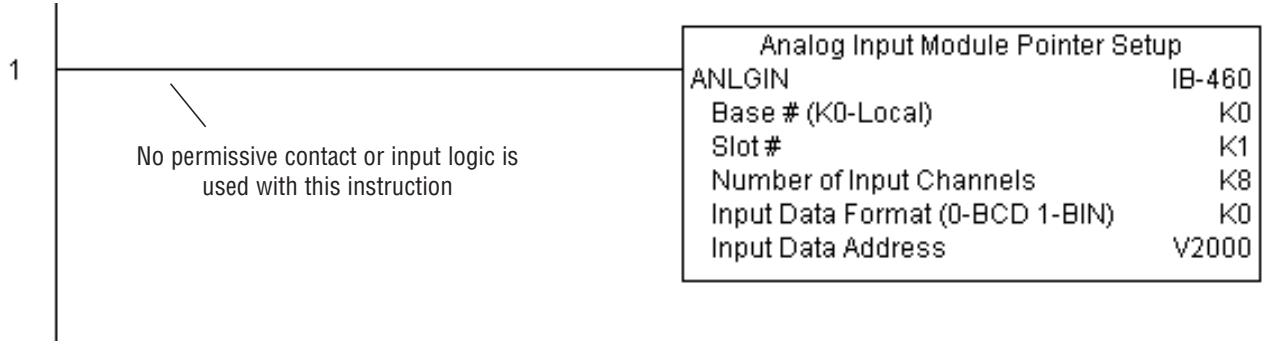 1
No permissive contact or input logic is
used with this instruction
Analog Input Module Pointer Setup
ANLGIN IB-460
Base # (K0-Local) K0
Slot # K1
Number of Input Channels K8
Input Data Format (0-BCD 1-BIN) K0
Input Data Address V2000